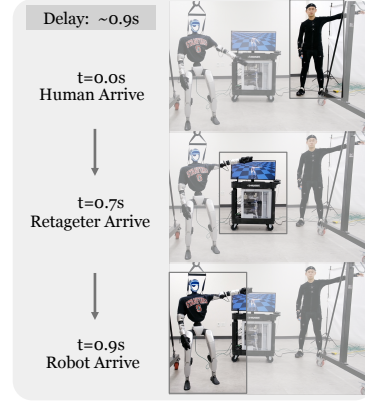 Delay: ~0.9s
t=0.0s
Human Arrive
t=0.7s
Retageter Arrive
t=0.9s
Robot Arrive